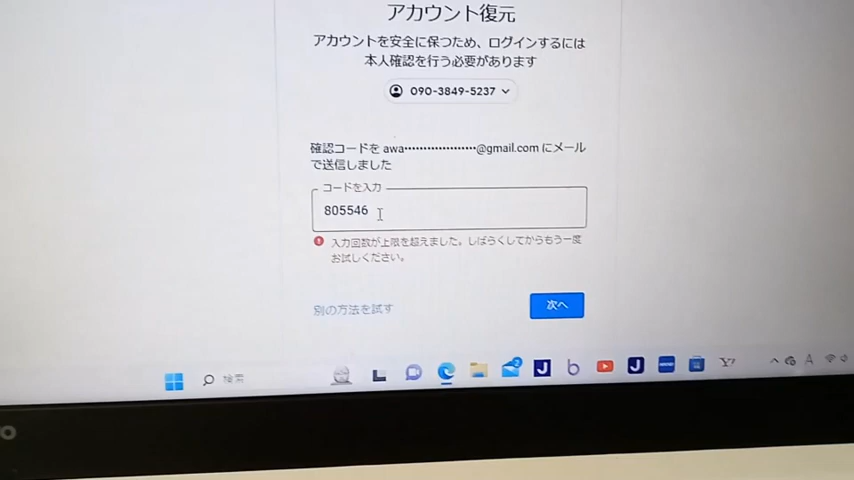 アカウント復元
アカウントを安全に保つため、ログインするには
本人確認を行う必要があります
090-3849-5237
確認コードを awa•••••••••••••••••••@gmail.com にメール
で送信しました
コードを入力
805546
入力回数が上限を超えました。しばらくしてからもう一度
お試しください。
別の方法を試す
次へ
検索